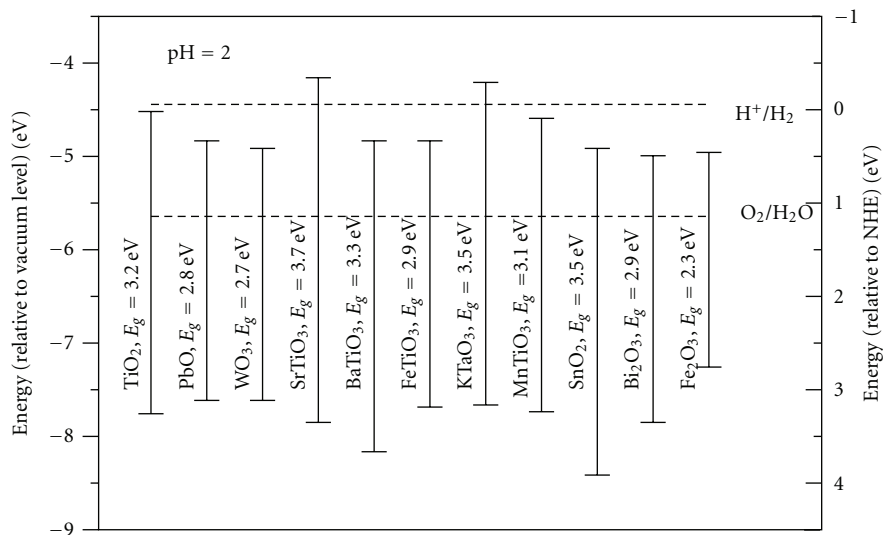 Energy (relative to vacuum level) (eV)
−4
−5
−6
−7
−8
−9
pH = 2
TiO₂, E_g = 3.2 eV
PbO, E_g = 2.8 eV
WO₃, E_g = 2.7 eV
SrTiO₃, E_g = 3.7 eV
BaTiO₃, E_g = 3.3 eV
FeTiO₃, E_g = 2.9 eV
KTaO₃, E_g = 3.5 eV
MnTiO₃, E_g = 3.1 eV
SnO₂, E_g = 3.5 eV
Bi₂O₃, E_g = 2.9 eV
Fe₂O₃, E_g = 2.3 eV
H⁺/H₂
O₂/H₂O
−1
0
1
2
3
4
Energy (relative to NHE) (eV)